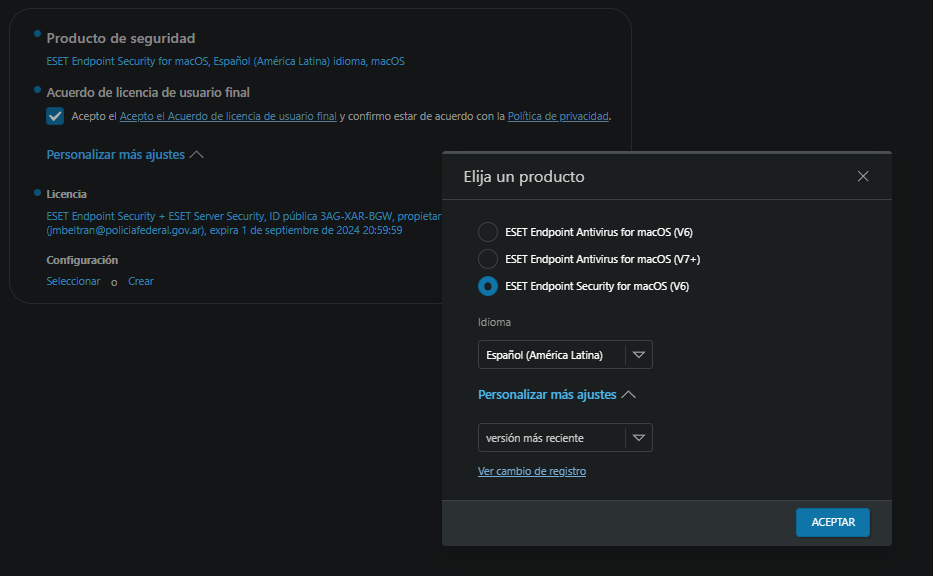 Producto de seguridad
ESET Endpoint Security for macOS, Español (América Latina) idioma, macOS
Acuerdo de licencia de usuario final
Acepto el Acepto el Acuerdo de licencia de usuario final y confirmo estar de acuerdo con la Política de privacidad.
Personalizar más ajustes
Licencia
ESET Endpoint Security + ESET Server Security, ID pública 3AG-XAR-BGW, propietar
(jmbeltran@policiafederal.gov.ar), expira 1 de septiembre de 2024 20:59:59
Configuración
Seleccionar o Crear
Elija un producto
ESET Endpoint Antivirus for macOS (V6)
ESET Endpoint Antivirus for macOS (V7+)
ESET Endpoint Security for macOS (V6)
Idioma
Español (América Latina)
Personalizar más ajustes
versión más reciente
Ver cambio de registro
ACEPTAR